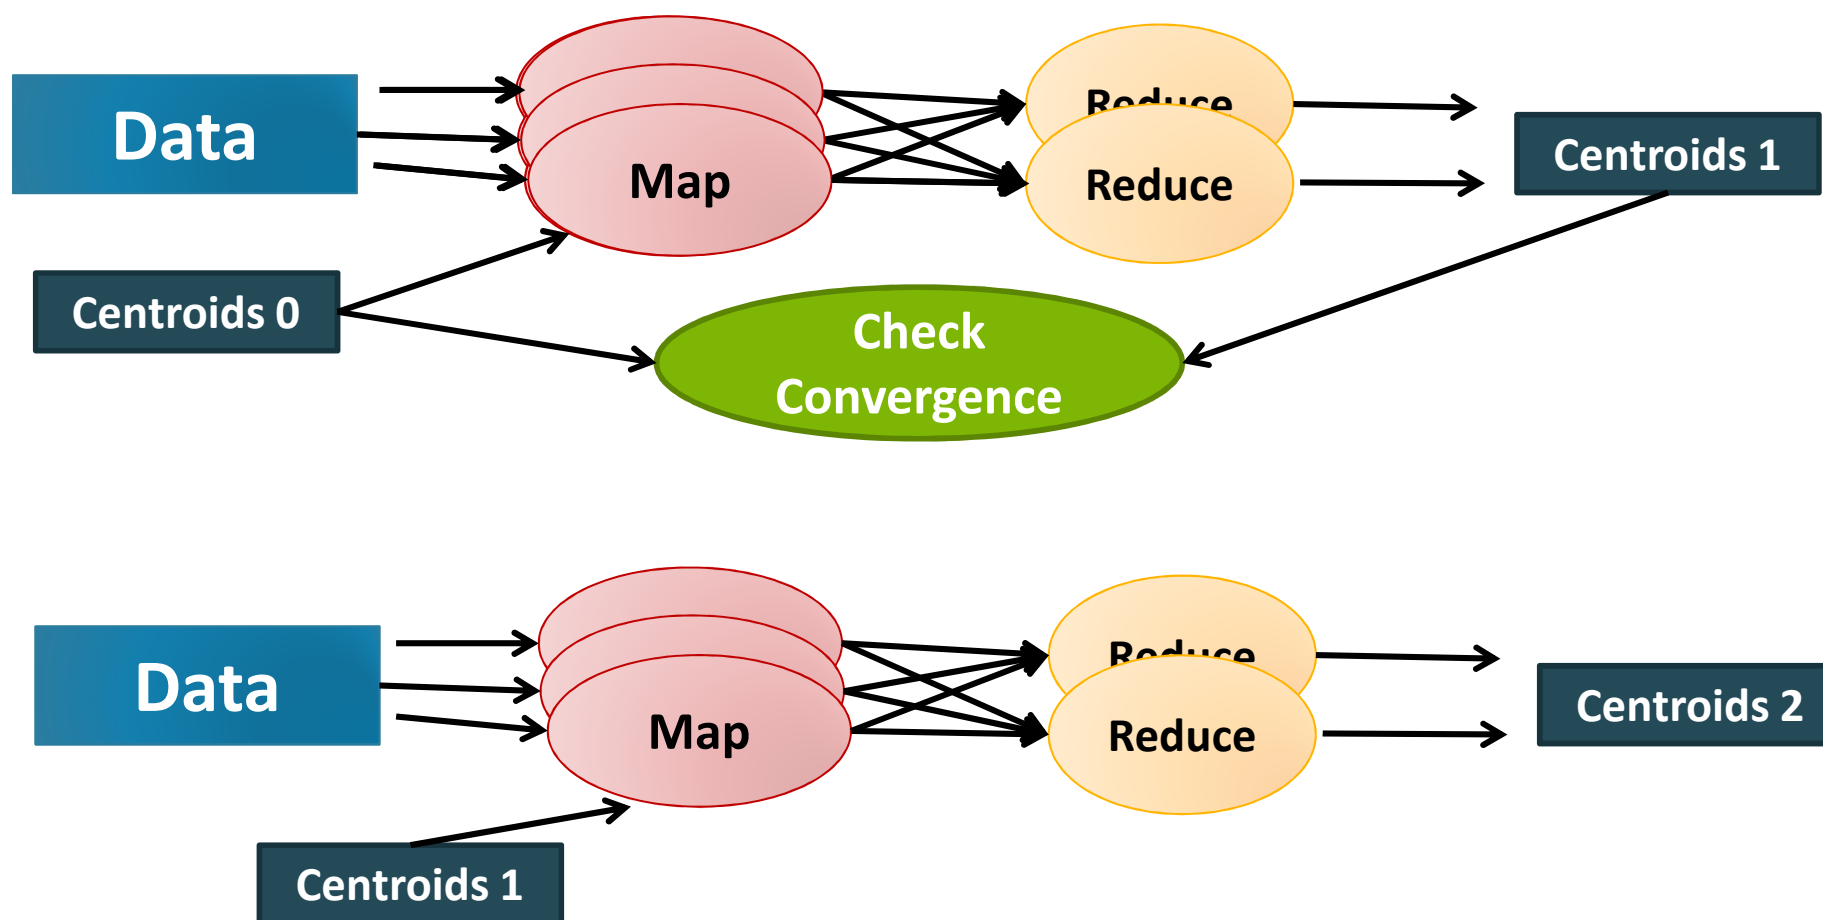 Data
Map
Reduce
Reduce
Centroids 1
Centroids 0
Check
Convergence
Data
Map
Reduce
Reduce
Centroids 2
Centroids 1